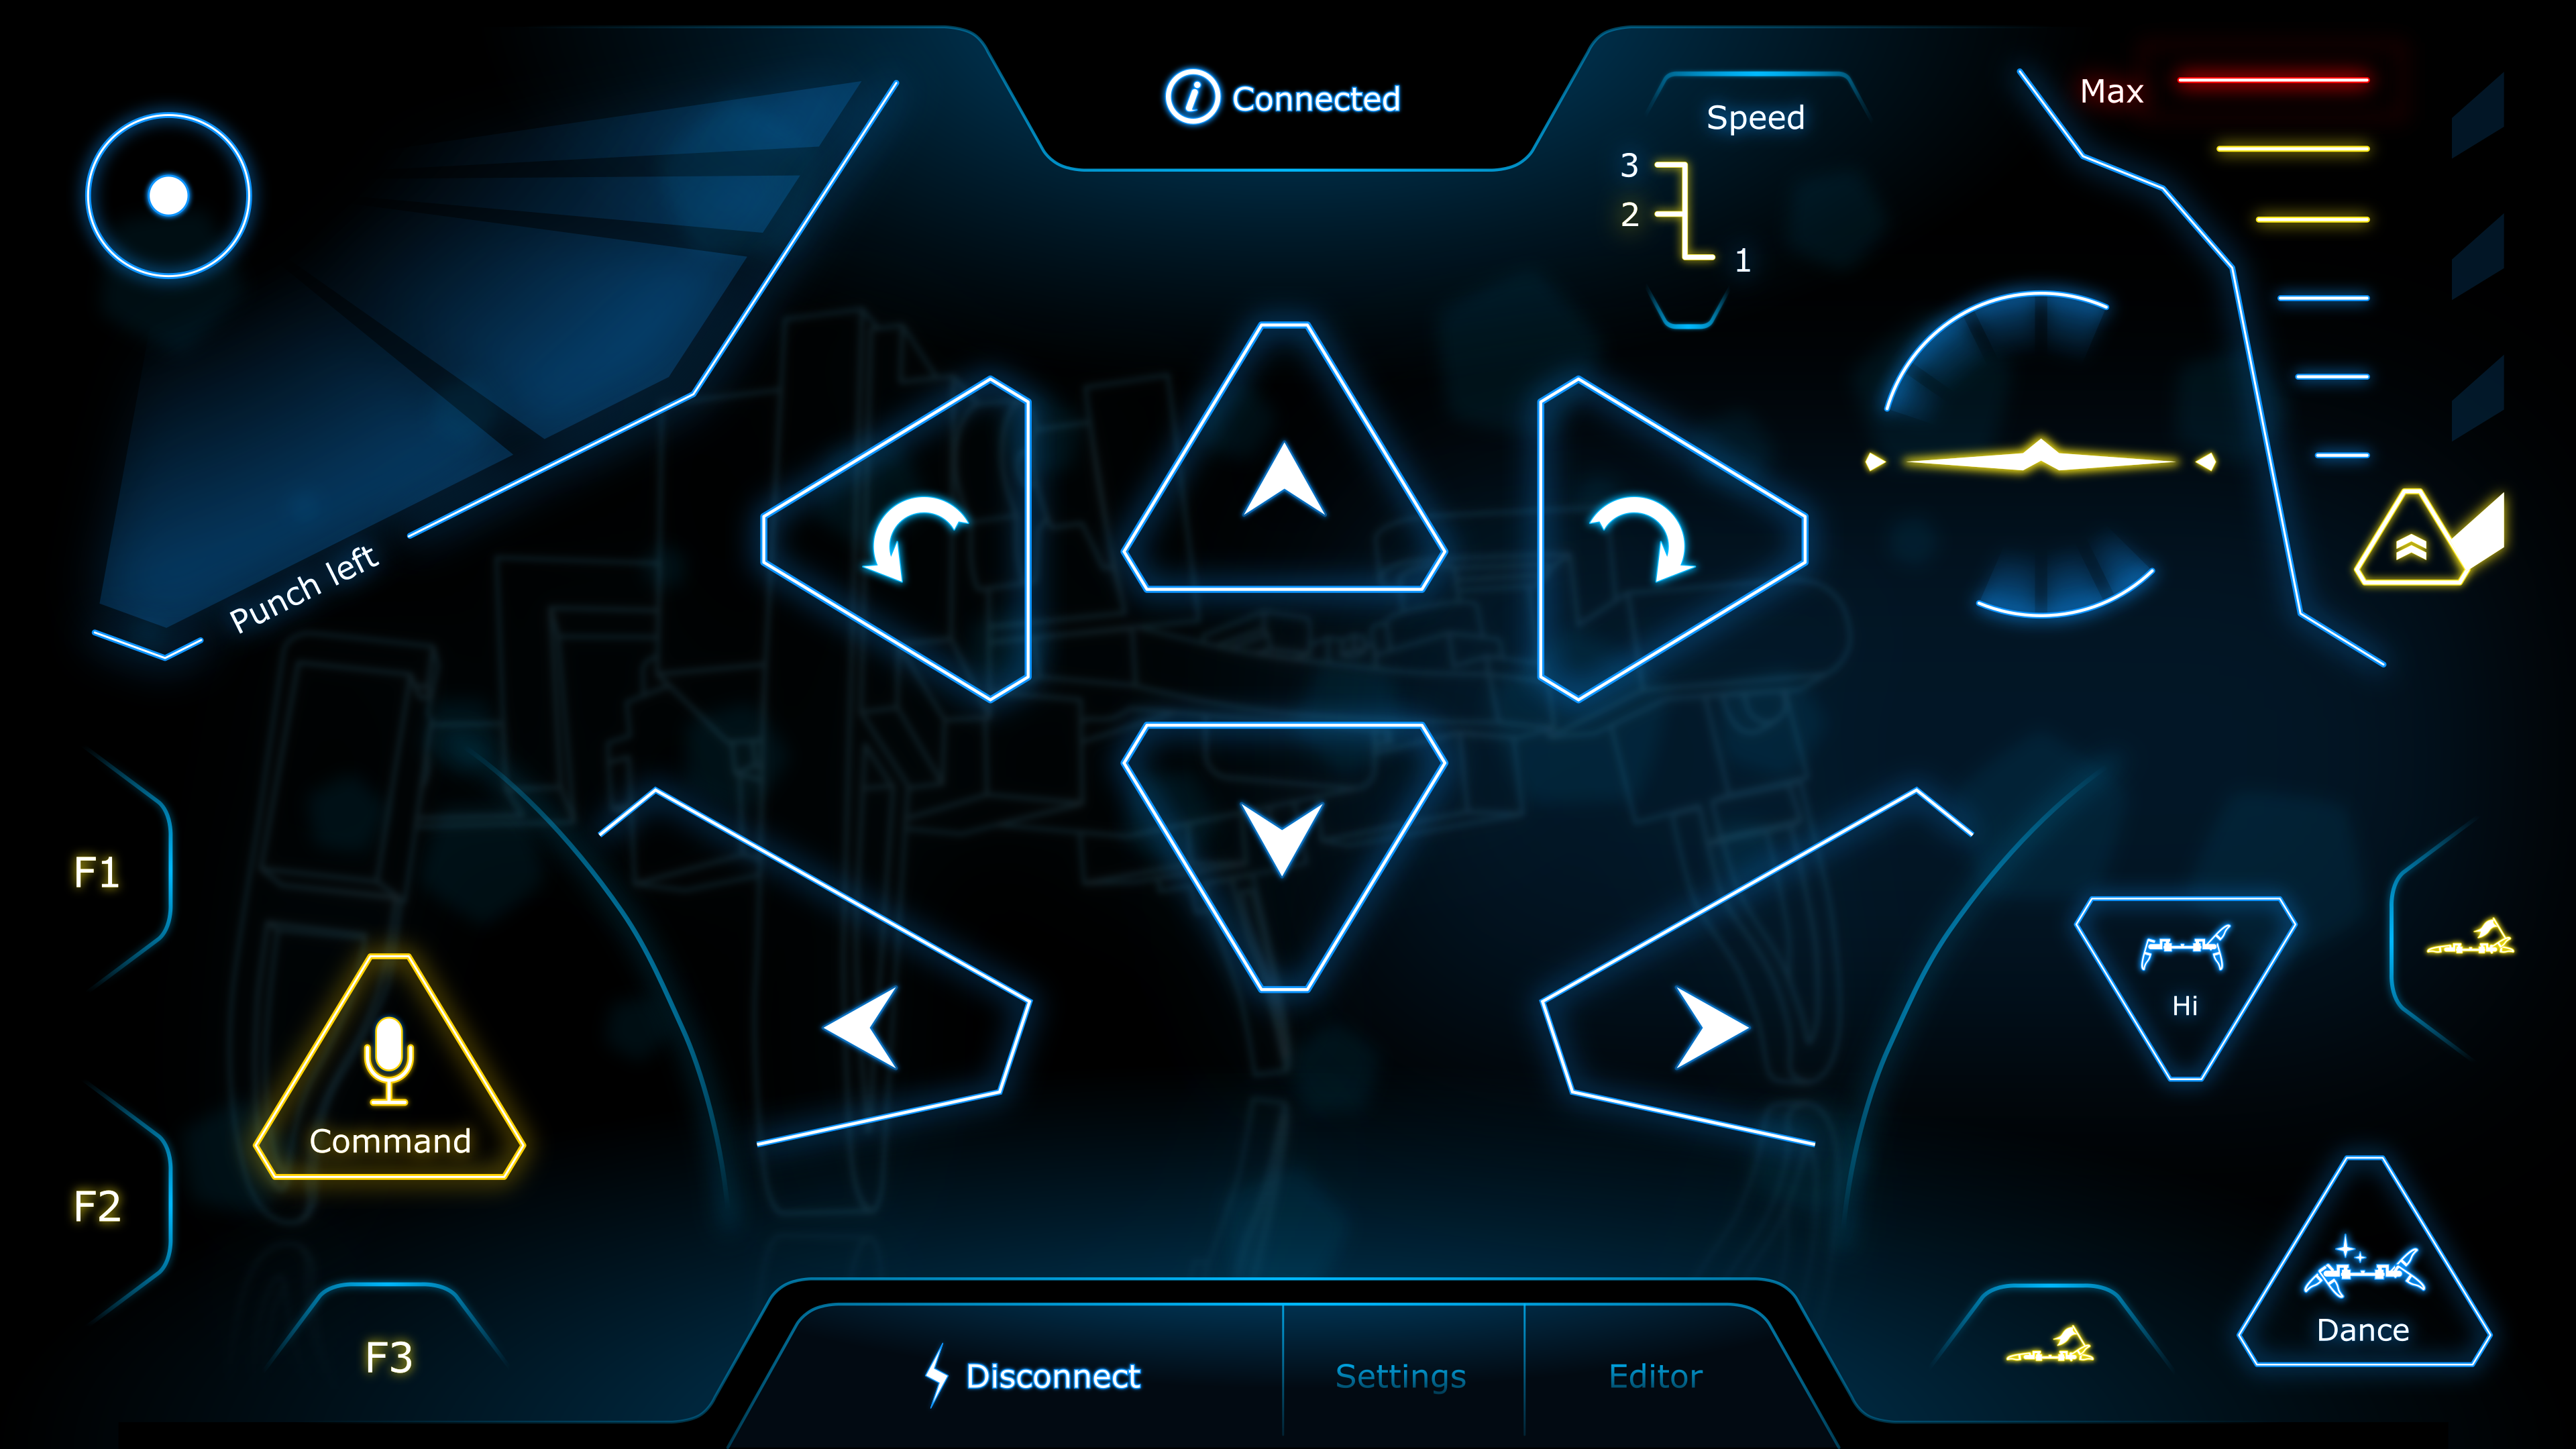 Connected
Max
Speed
3
2
1
Punch left
F1
Hi
Command
F2
Dance
F3
Disconnect
Settings
Editor